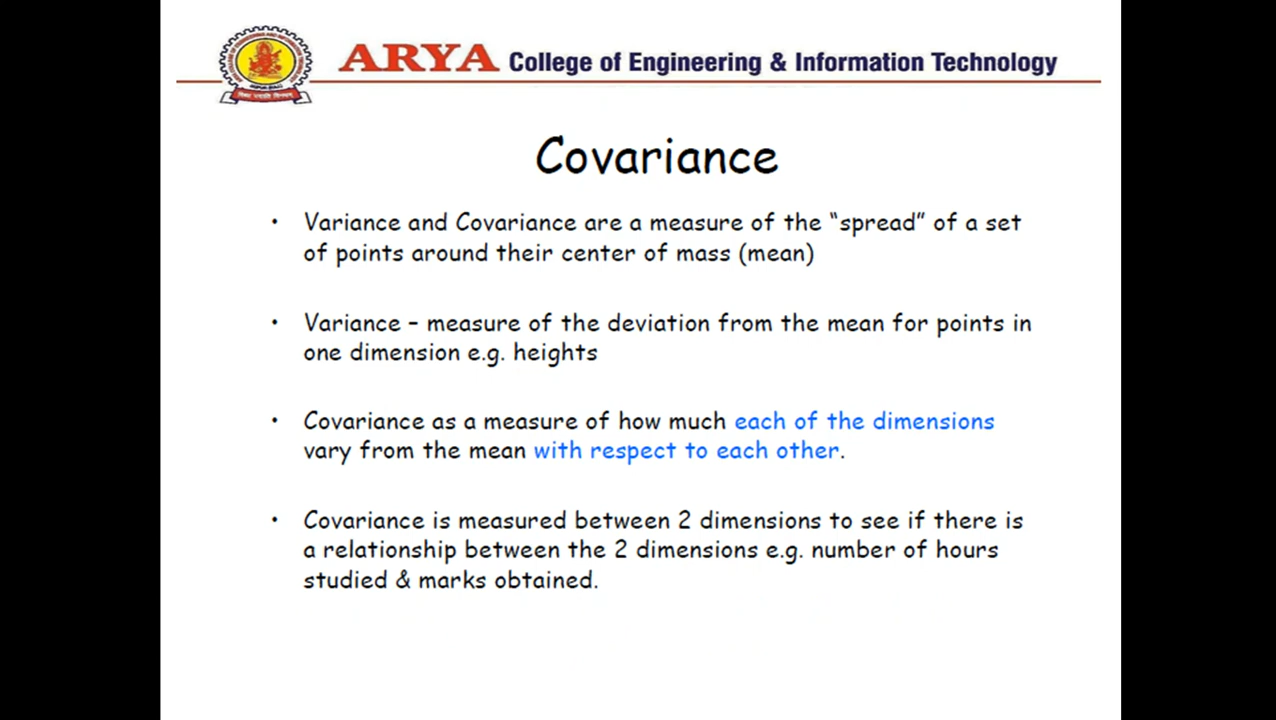 ARYA College of Engineering & Information Technology
Covariance
• Variance and Covariance are a measure of the “spread” of a set
of points around their center of mass (mean)
• Variance – measure of the deviation from the mean for points in
one dimension e.g. heights
• Covariance as a measure of how much each of the dimensions
vary from the mean with respect to each other.
• Covariance is measured between 2 dimensions to see if there is
a relationship between the 2 dimensions e.g. number of hours
studied & marks obtained.